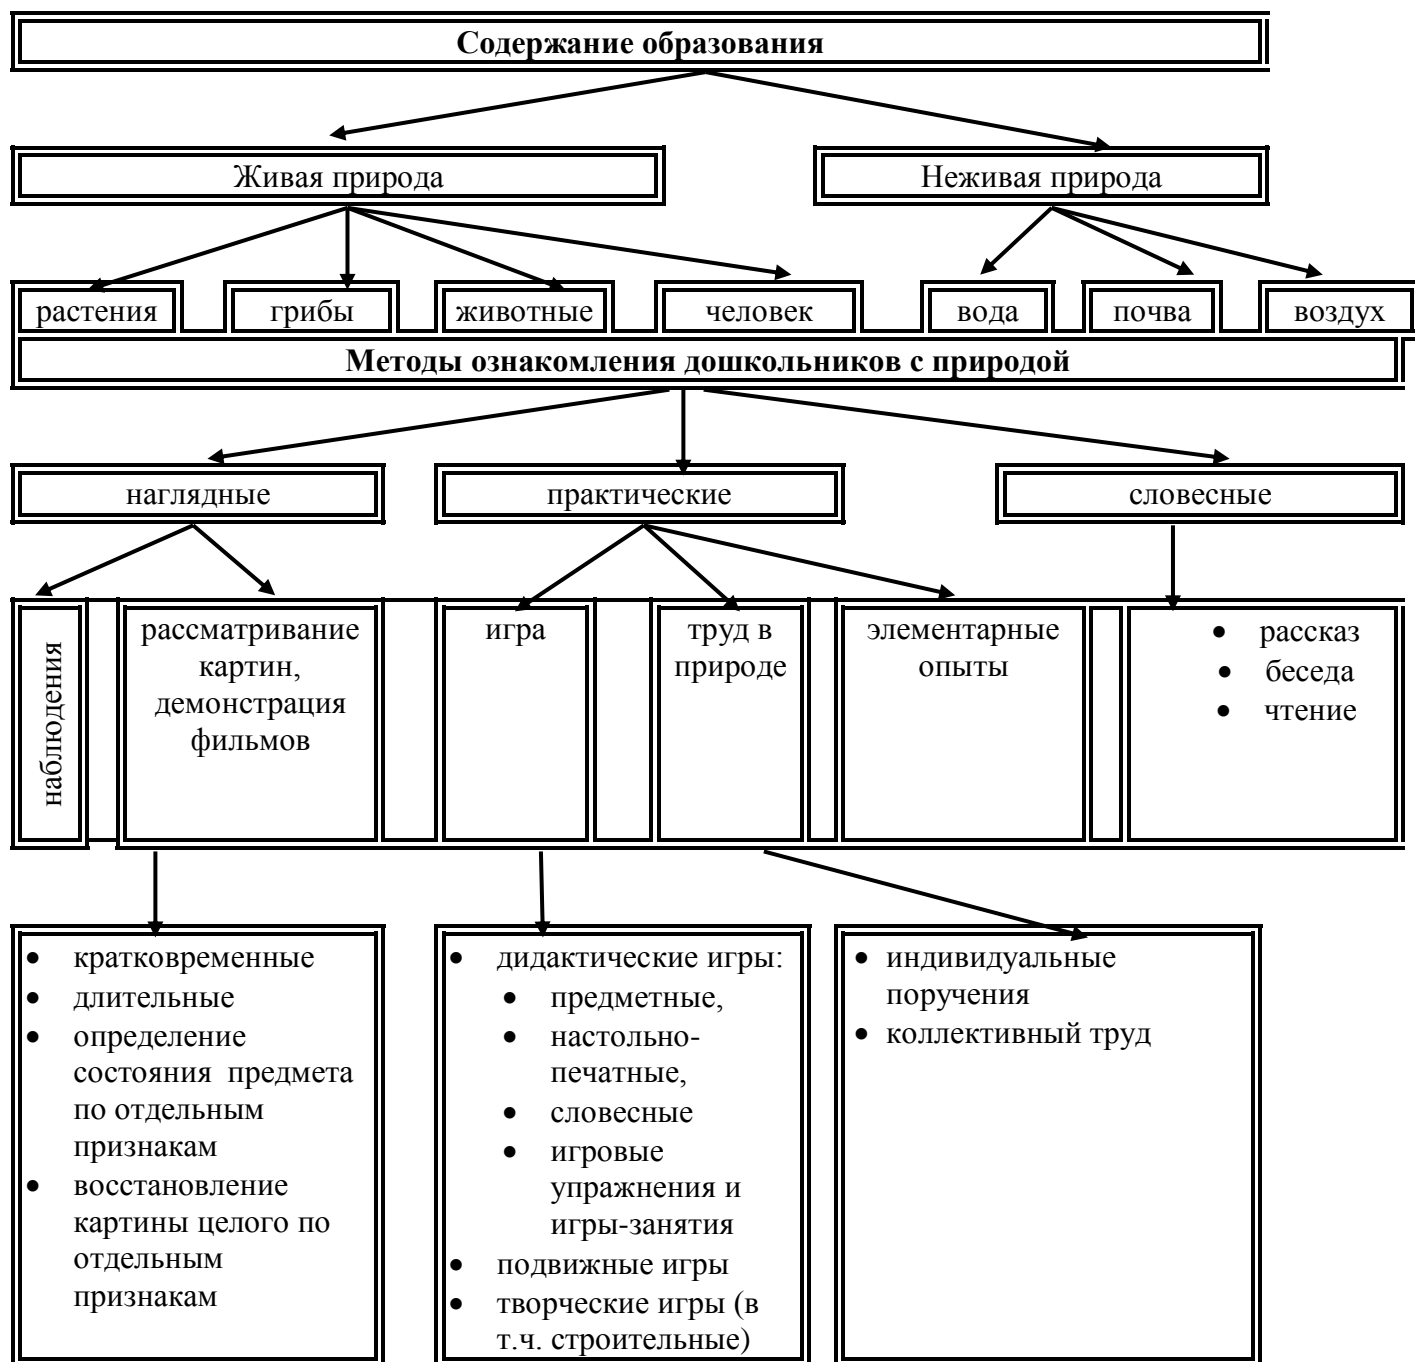 Содержание образования
Живая природа
Неживая природа
растения
грибы
животные
человек
вода
почва
воздух
Методы ознакомления дошкольников с природой
наглядные
практические
словесные
наблюдения
рассматривание
картин,
демонстрация
фильмов
игра
труд в
природе
элементарные
опыты
• рассказ
• беседа
• чтение
• кратковременные
• длительные
• определение
состояния предмета
по отдельным
признакам
• восстановление
картины целого по
отдельным
признакам
• дидактические игры:
• предметные,
• настольно-
печатные,
• словесные
• игровые
упражнения и
игры-занятия
• подвижные игры
• творческие игры (в
т.ч. строительные)
• индивидуальные
поручения
• коллективный труд